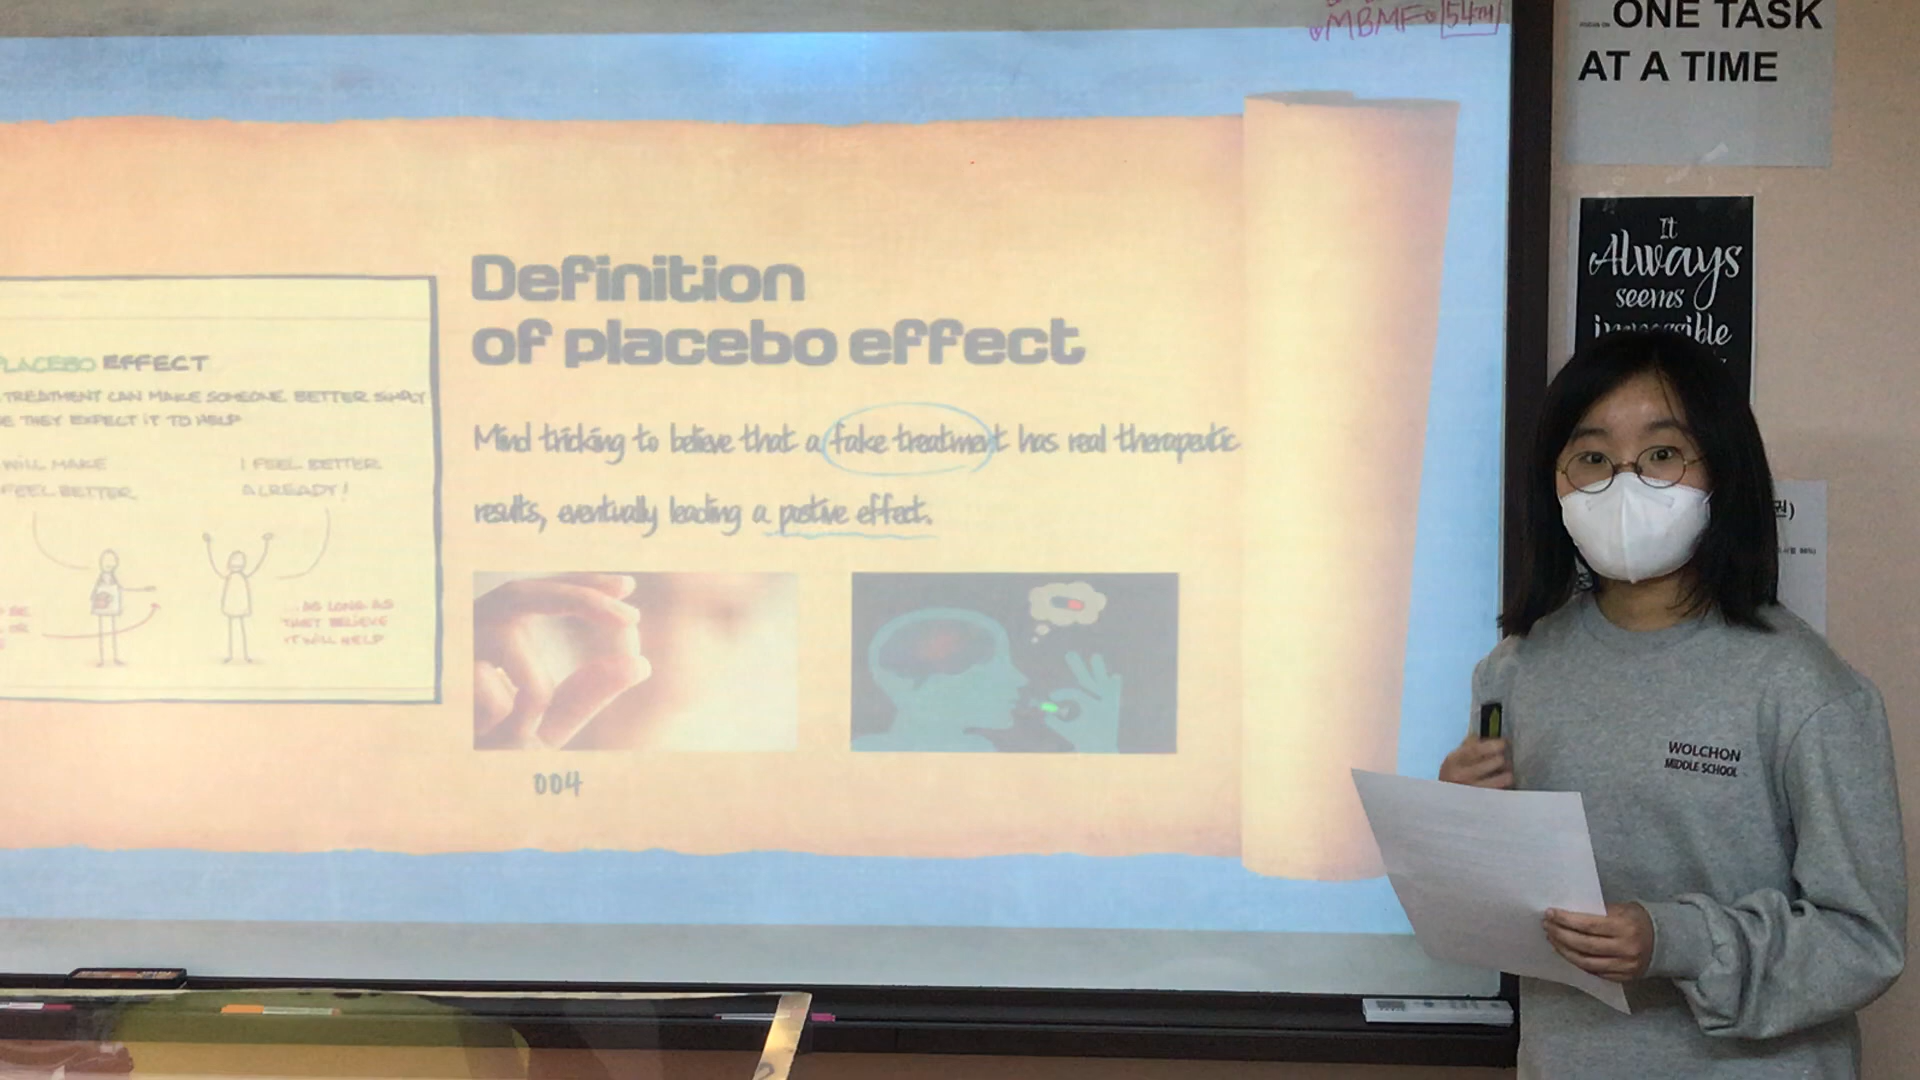 MBMF 54TH
ONE TASK
AT A TIME
It
Always
seems
impossible
PLACEBO EFFECT
TREATMENT CAN MAKE SOMEONE BETTER SIMPLY
THEY EXPECT IT TO HELP
WILL MAKE
FEEL BETTER
I FEEL BETTER
ALREADY!
...AS LONG AS
THEY BELIEVE
IT WILL HELP
Definition
of placebo effect
Mind tricking to believe that a fake treatment has real therapeutic
results, eventually leading a postive effect.
004
WOLCHON
MIDDLE SCHOOL